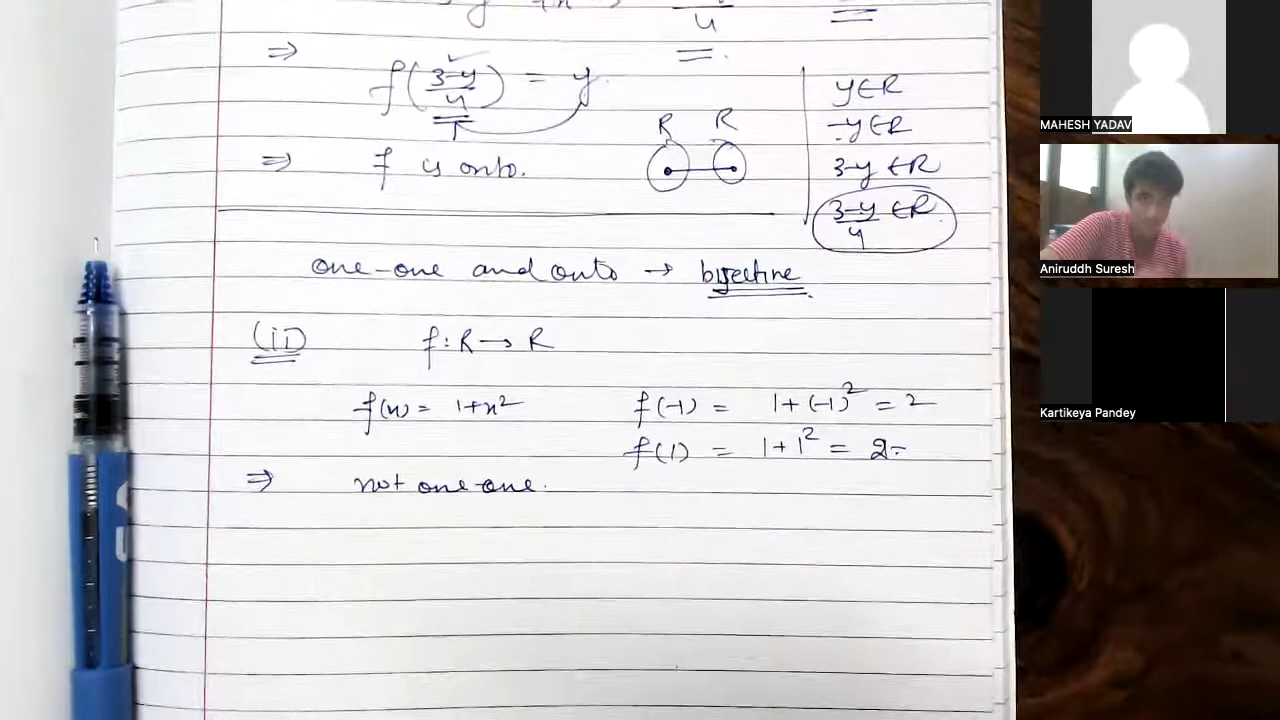 4
⇒ f(3-y/4) = y.
y∈R
-y∈R
R R
⇒ f is onto.
3-y∈R
3-y/4 ∈R
one-one and onto → bijective
(ii) f:R→R
f(x) = 1+x² f(-1) = 1+(-1)² = 2
f(1) = 1+1² = 2
⇒ not one-one.
MAHESH YADAV
Aniruddh Suresh
Kartikeya Pandey